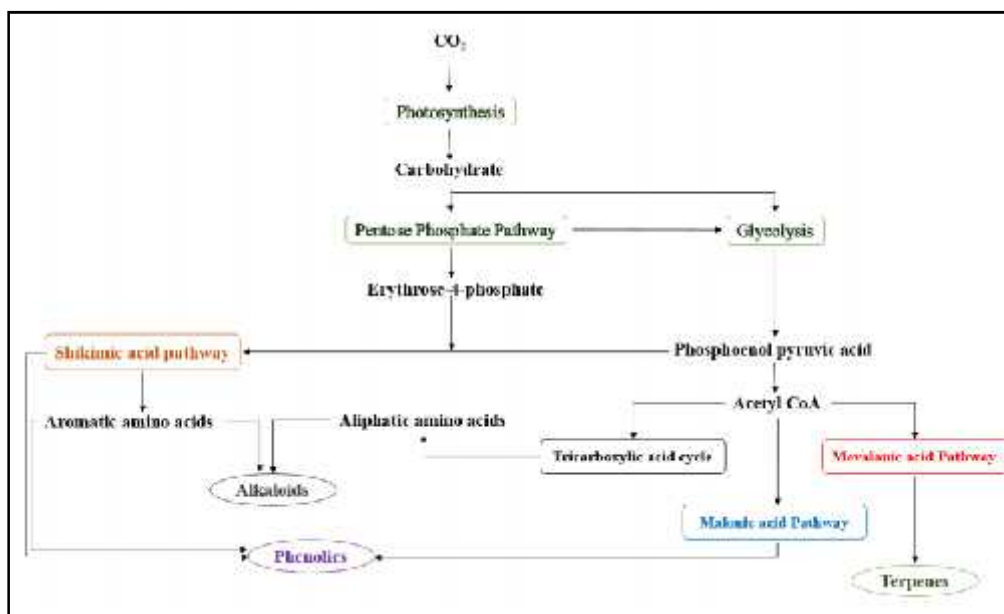 CO₂
Photosynthesis
Carbohydrate
Pentose Phosphate Pathway
Glycolysis
Erythrose-4-phosphate
Shikimic acid pathway
Phosphoenol pyruvic acid
Aromatic amino acids
Aliphatic amino acids
Acetyl CoA
Tricarboxylic acid cycle
Mevalonic acid Pathway
Alkaloids
Malonic acid Pathway
Phenolics
Terpenes